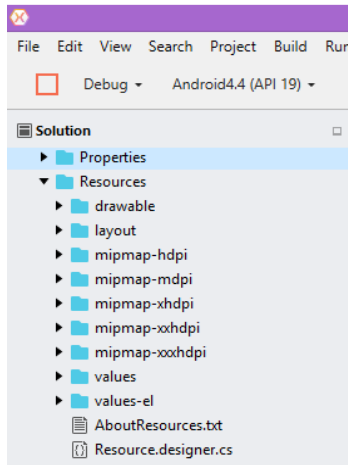 File Edit View Search Project Build Run
Debug Android4.4 (API 19)
Solution
Properties
Resources
drawable
layout
mipmap-hdpi
mipmap-mdpi
mipmap-xhdpi
mipmap-xxhdpi
mipmap-xxxhdpi
values
values-el
AboutResources.txt
Resource.designer.cs